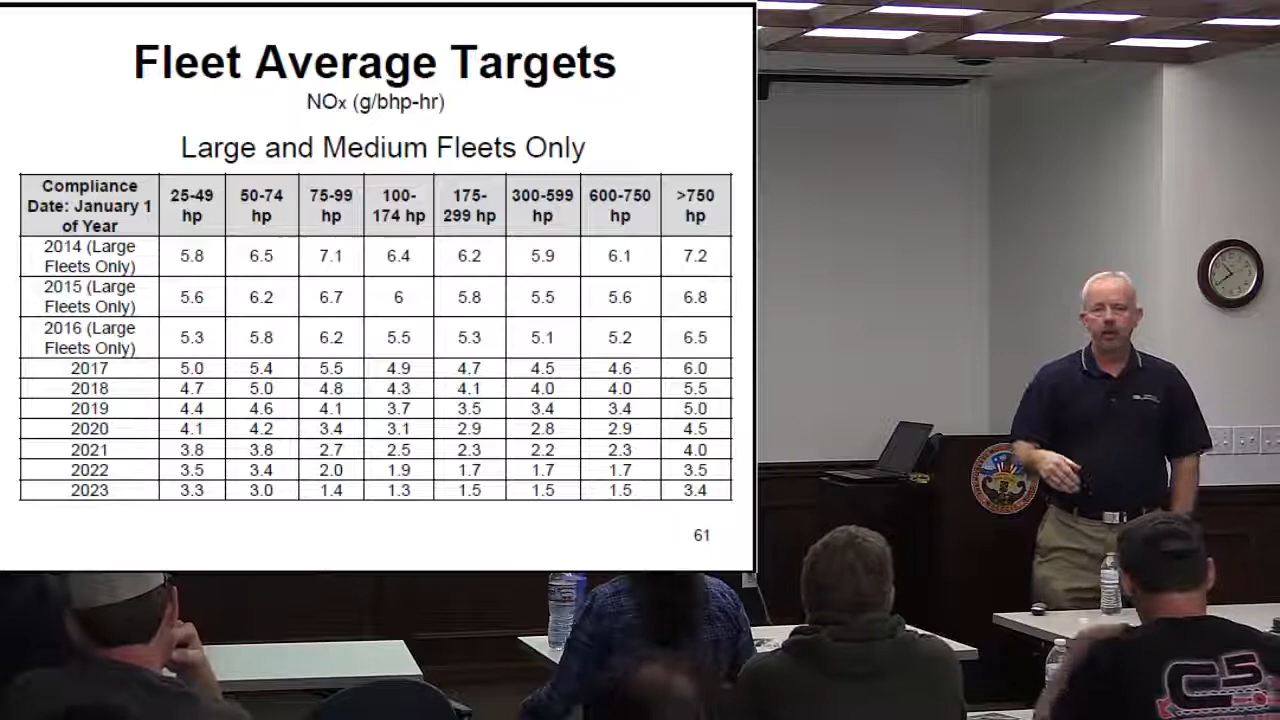 Fleet Average Targets
NOx (g/bhp-hr)
Large and Medium Fleets Only
Compliance Date: January 1 of Year 25-49 hp 50-74 hp 75-99 hp 100-174 hp 175-299 hp 300-599 hp 600-750 hp >750 hp
2014 (Large Fleets Only) 5.8 6.5 7.1 6.4 6.2 5.9 6.1 7.2
2015 (Large Fleets Only) 5.6 6.2 6.7 6 5.8 5.5 5.6 6.8
2016 (Large Fleets Only) 5.3 5.8 6.2 5.5 5.3 5.1 5.2 6.5
2017 5.0 5.4 5.5 4.9 4.7 4.5 4.6 6.0
2018 4.7 5.0 4.8 4.3 4.1 4.0 4.0 5.5
2019 4.4 4.6 4.1 3.7 3.5 3.4 3.4 5.0
2020 4.1 4.2 3.4 3.1 2.9 2.8 2.9 4.5
2021 3.8 3.8 2.7 2.5 2.3 2.2 2.3 4.0
2022 3.5 3.4 2.0 1.9 1.7 1.7 1.7 3.5
2023 3.3 3.0 1.4 1.3 1.5 1.5 1.5 3.4
61
C5